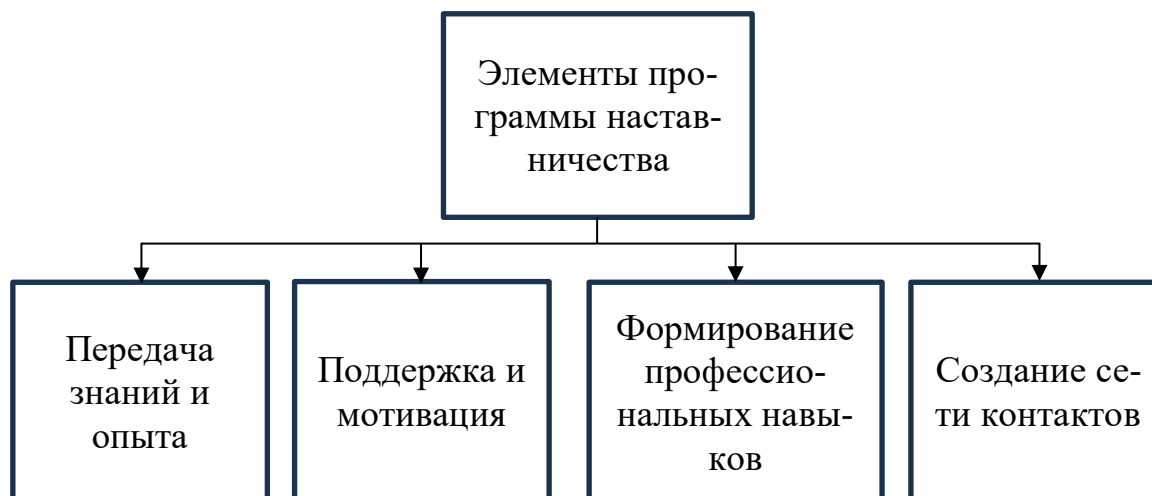 Элементы про-
граммы настав-
ничества
Передача
знаний и
опыта
Поддержка и
мотивация
Формирование
профессио-
нальных навы-
ков
Создание се-
ти контактов